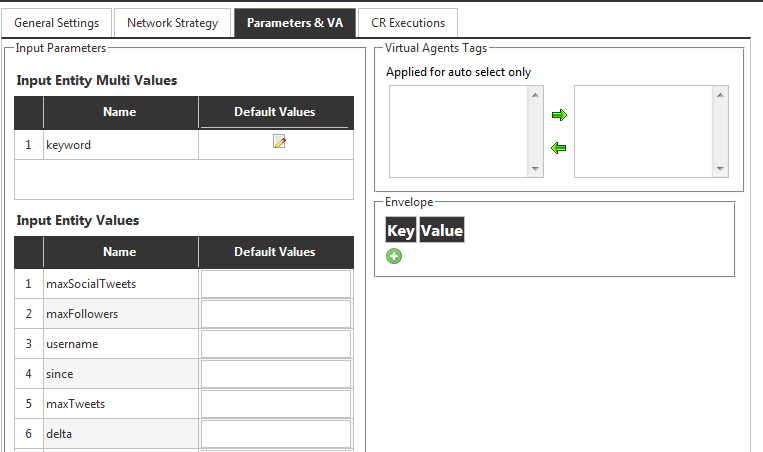 General Settings
Network Strategy
Parameters & VA
CR Executions
Input Parameters
Input Entity Multi Values
Name Default Values
1 keyword
Input Entity Values
Name Default Values
1 maxSocialTweets
2 maxFollowers
3 username
4 since
5 maxTweets
6 delta
Virtual Agents Tags
Applied for auto select only
Envelope
Key Value